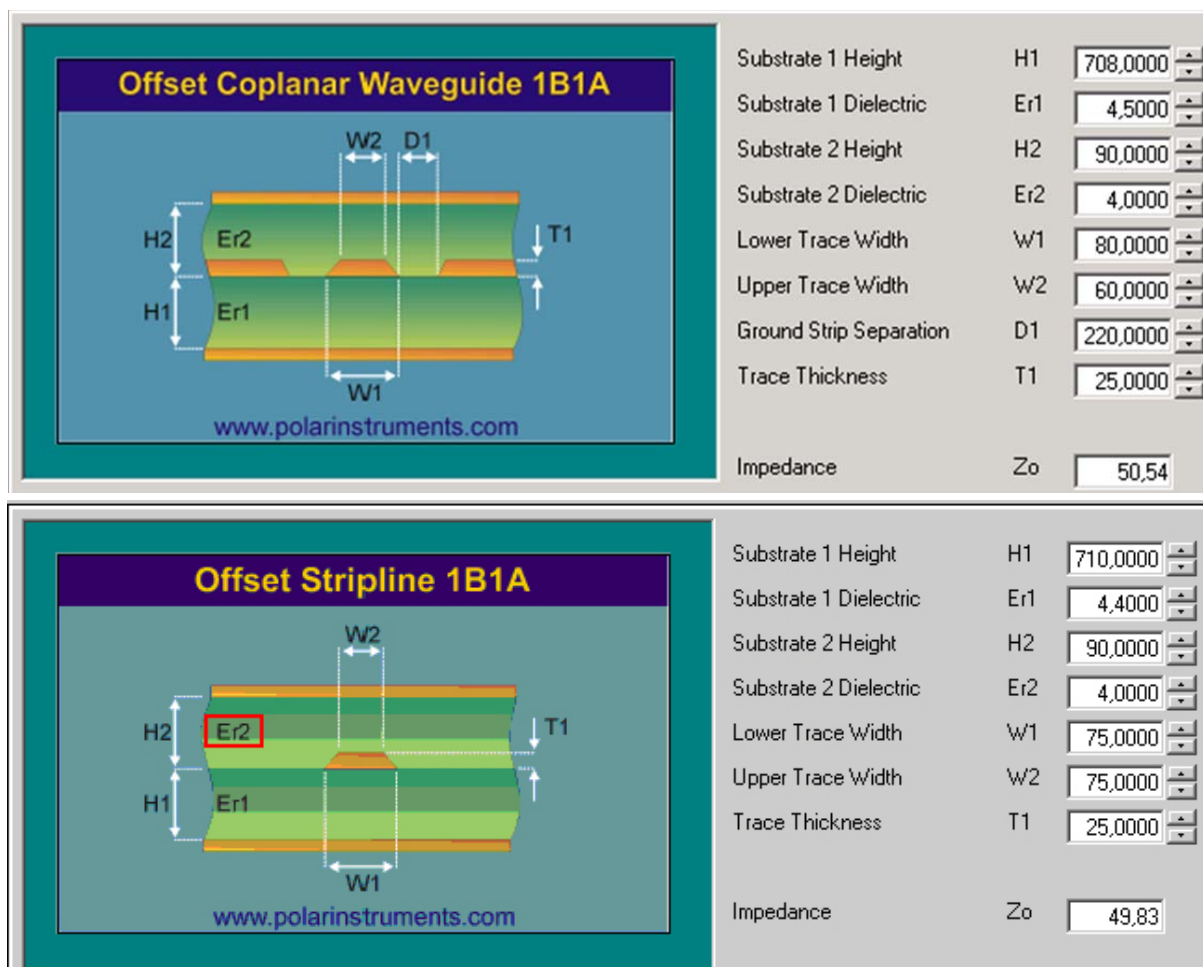 Offset Coplanar Waveguide 1B1A
W2 D1
H2 Er2 T1
H1 Er1
W1
www.polarinstruments.com
Substrate 1 Height H1 708,0000
Substrate 1 Dielectric Er1 4,5000
Substrate 2 Height H2 90,0000
Substrate 2 Dielectric Er2 4,0000
Lower Trace Width W1 80,0000
Upper Trace Width W2 60,0000
Ground Strip Separation D1 220,0000
Trace Thickness T1 25,0000
Impedance Zo 50,54
Offset Stripline 1B1A
W2
H2 Er2 T1
H1 Er1
W1
www.polarinstruments.com
Substrate 1 Height H1 710,0000
Substrate 1 Dielectric Er1 4,4000
Substrate 2 Height H2 90,0000
Substrate 2 Dielectric Er2 4,0000
Lower Trace Width W1 75,0000
Upper Trace Width W2 75,0000
Trace Thickness T1 25,0000
Impedance Zo 49,83